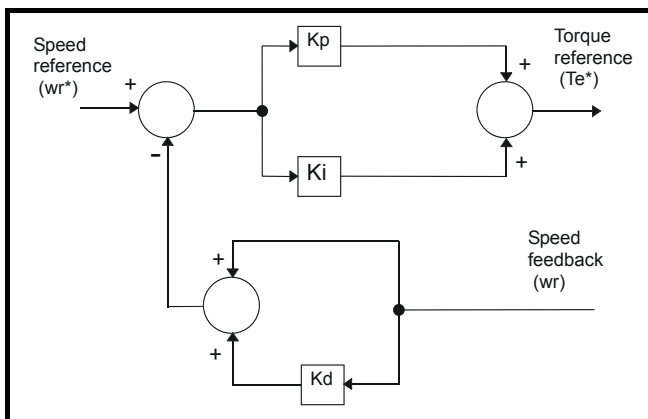 Speed
reference
(wr*)
+
−
Kp
Ki
+
+
Torque
reference
(Te*)
+
+
Kd
Speed
feedback
(wr)